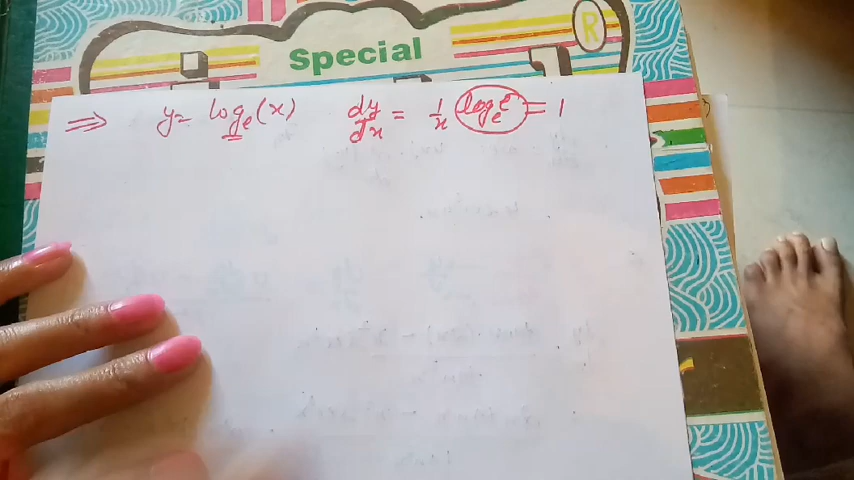 Special
R
⇒ y = logₑ(x) dy/dx = 1/x logₑe = 1